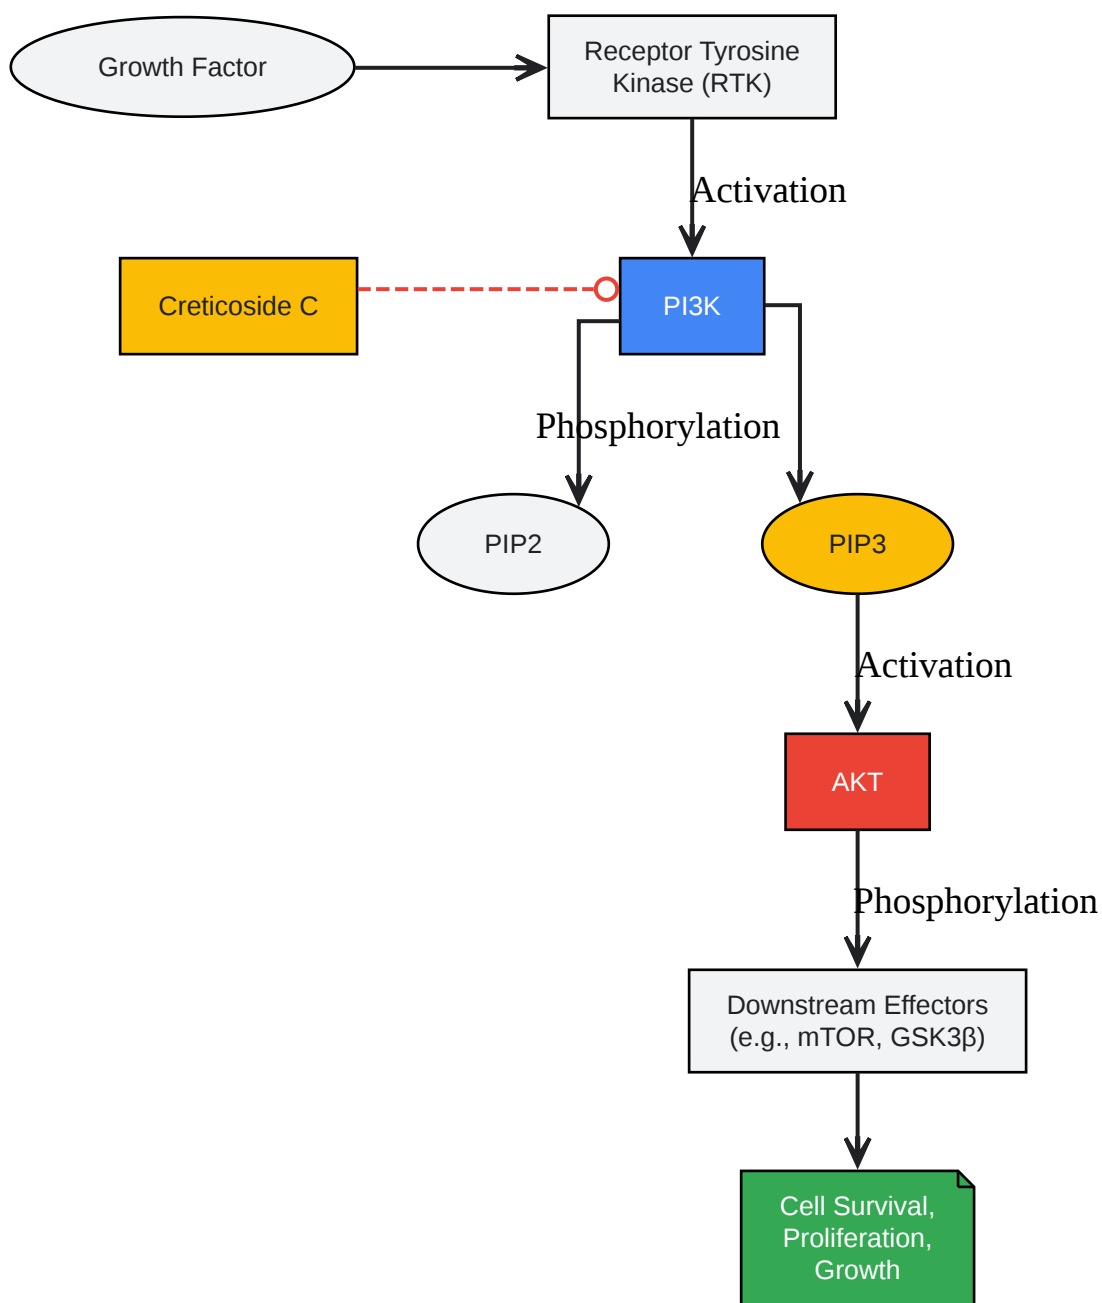 Growth Factor
Receptor Tyrosine
Kinase (RTK)
Activation
Creticoside C
PI3K
Phosphorylation
PIP2
PIP3
Activation
AKT
Phosphorylation
Downstream Effectors
(e.g., mTOR, GSK3β)
Cell Survival,
Proliferation,
Growth